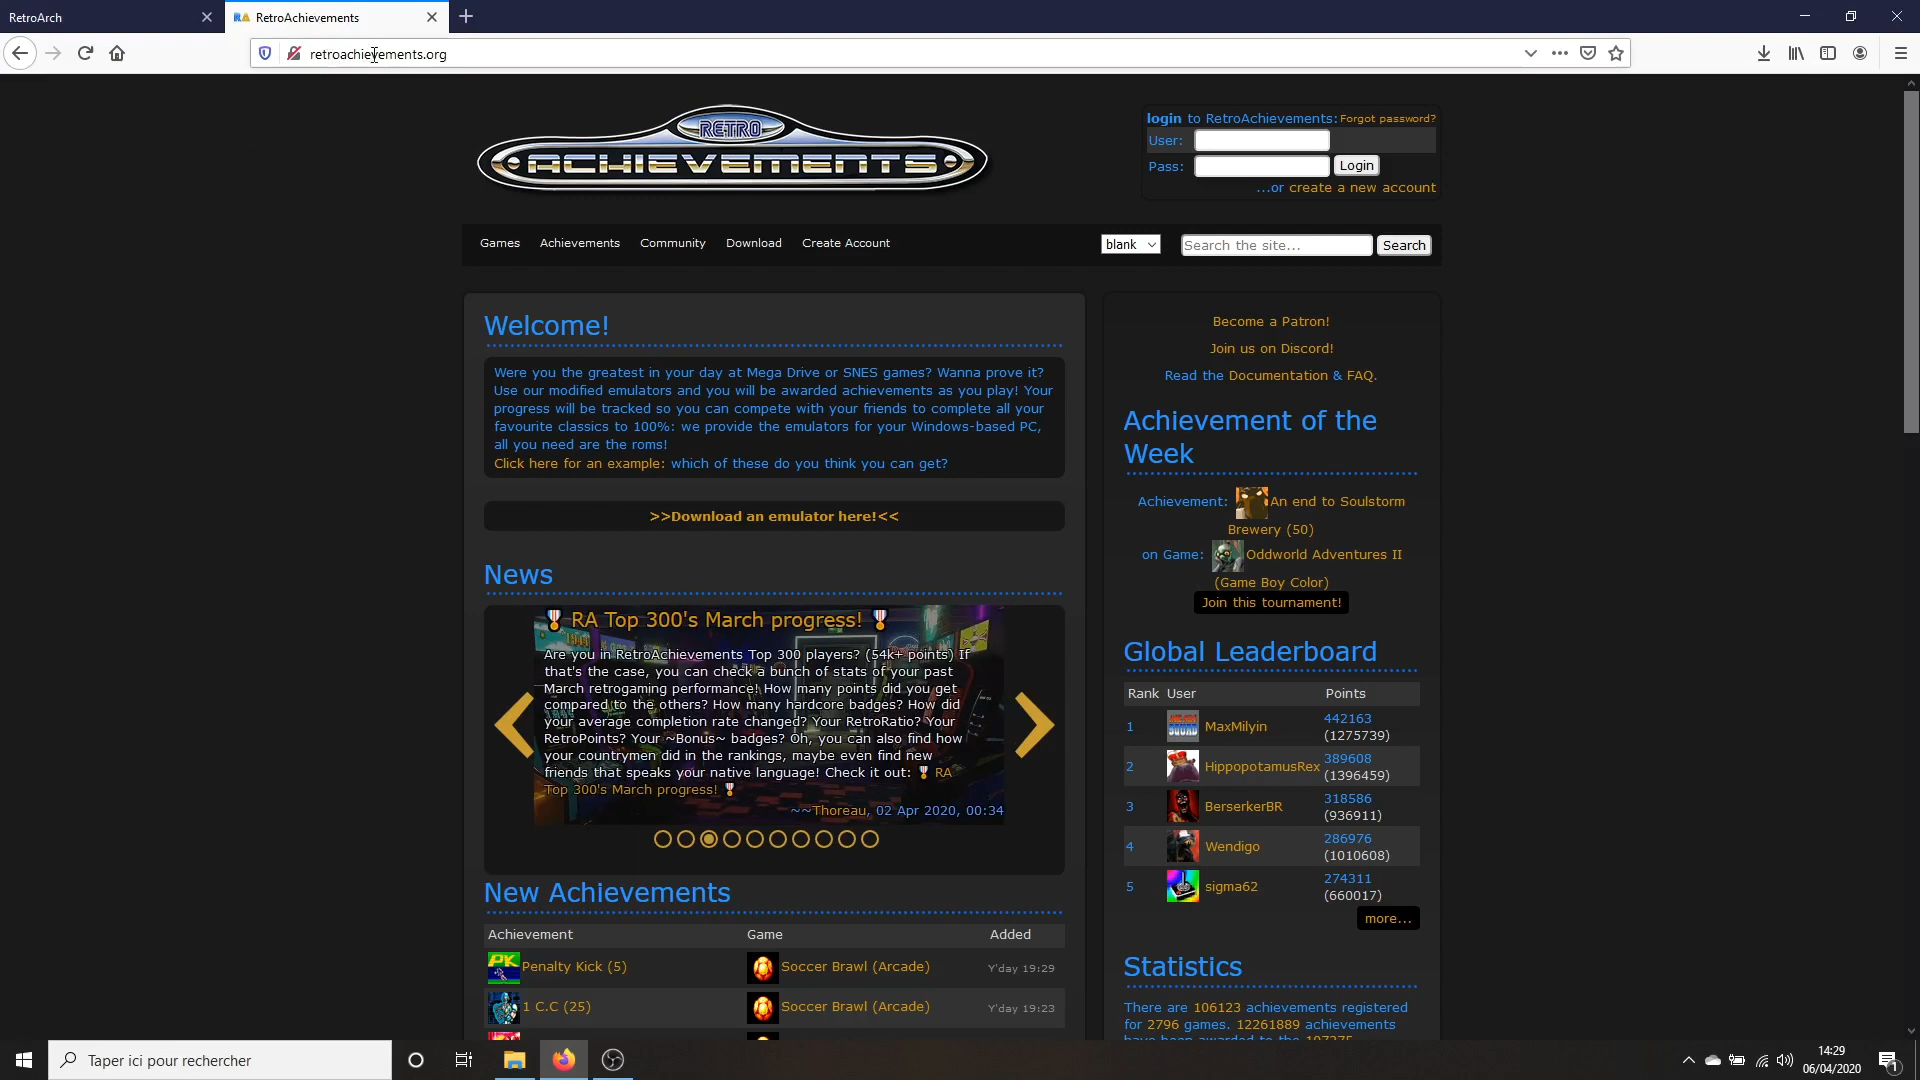 RetroArch
RA RetroAchievements
retroachievements.org
RETRO
ACHIEVEMENTS
login to RetroAchievements: Forgot password?
User:
Pass: Login
...or create a new account
Games Achievements Community Download Create Account
blank Search the site... Search
Welcome!
Were you the greatest in your day at Mega Drive or SNES games? Wanna prove it?
Use our modified emulators and you will be awarded achievements as you play! Your
progress will be tracked so you can compete with your friends to complete all your
favourite classics to 100%: we provide the emulators for your Windows-based PC,
all you need are the roms!
Click here for an example: which of these do you think you can get?
>>Download an emulator here!<<
News
RA Top 300's March progress!
Are you in RetroAchievements Top 300 players? (54k+ points) If
that's the case, you can check a bunch of stats of your past
March retrogaming performance! How many points did you get
compared to the others? How many hardcore badges? How did
your average completion rate changed? Your RetroRatio? Your
RetroPoints? Your ~Bonus~ badges? Oh, you can also find how
your countrymen did in the rankings, maybe even find new
friends that speaks your native language! Check it out: RA
Top 300's March progress!
~~Thoreau, 02 Apr 2020, 00:34
New Achievements
Achievement Game Added
PK Penalty Kick (5) Soccer Brawl (Arcade) Y'day 19:29
1 C.C (25) Soccer Brawl (Arcade) Y'day 19:23
Become a Patron!
Join us on Discord!
Read the Documentation & FAQ.
Achievement of the
Week
Achievement: An end to Soulstorm
Brewery (50)
on Game: Oddworld Adventures II
(Game Boy Color)
Join this tournament!
Global Leaderboard
Rank User Points
1 MaxMilyin 442163
(1275739)
2 HippopotamusRex 389608
(1396459)
3 BerserkerBR 318586
(936911)
4 Wendigo 286976
(1010608)
5 sigma62 274311
(660017)
more...
Statistics
There are 106123 achievements registered
for 2796 games. 12261889 achievements
have been awarded to the 107275
Taper ici pour rechercher
14:29
06/04/2020
1